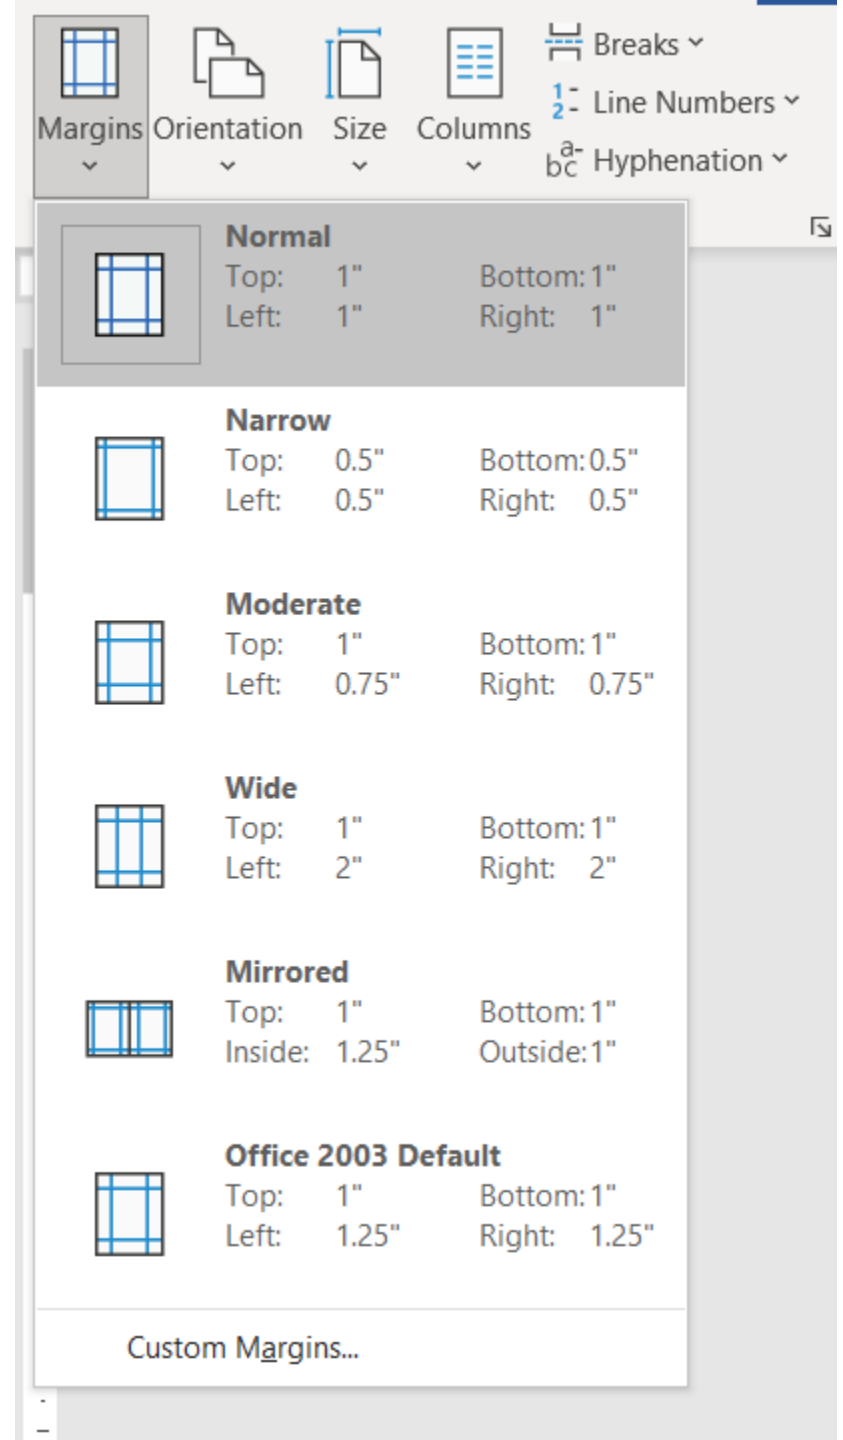 Margins Orientation Size Columns
Breaks
1 2 Line Numbers
a- bc Hyphenation
Normal
Top: 1" Bottom: 1"
Left: 1" Right: 1"
Narrow
Top: 0.5" Bottom: 0.5"
Left: 0.5" Right: 0.5"
Moderate
Top: 1" Bottom: 1"
Left: 0.75" Right: 0.75"
Wide
Top: 1" Bottom: 1"
Left: 2" Right: 2"
Mirrored
Top: 1" Bottom: 1"
Inside: 1.25" Outside: 1"
Office 2003 Default
Top: 1" Bottom: 1"
Left: 1.25" Right: 1.25"
Custom Margins...